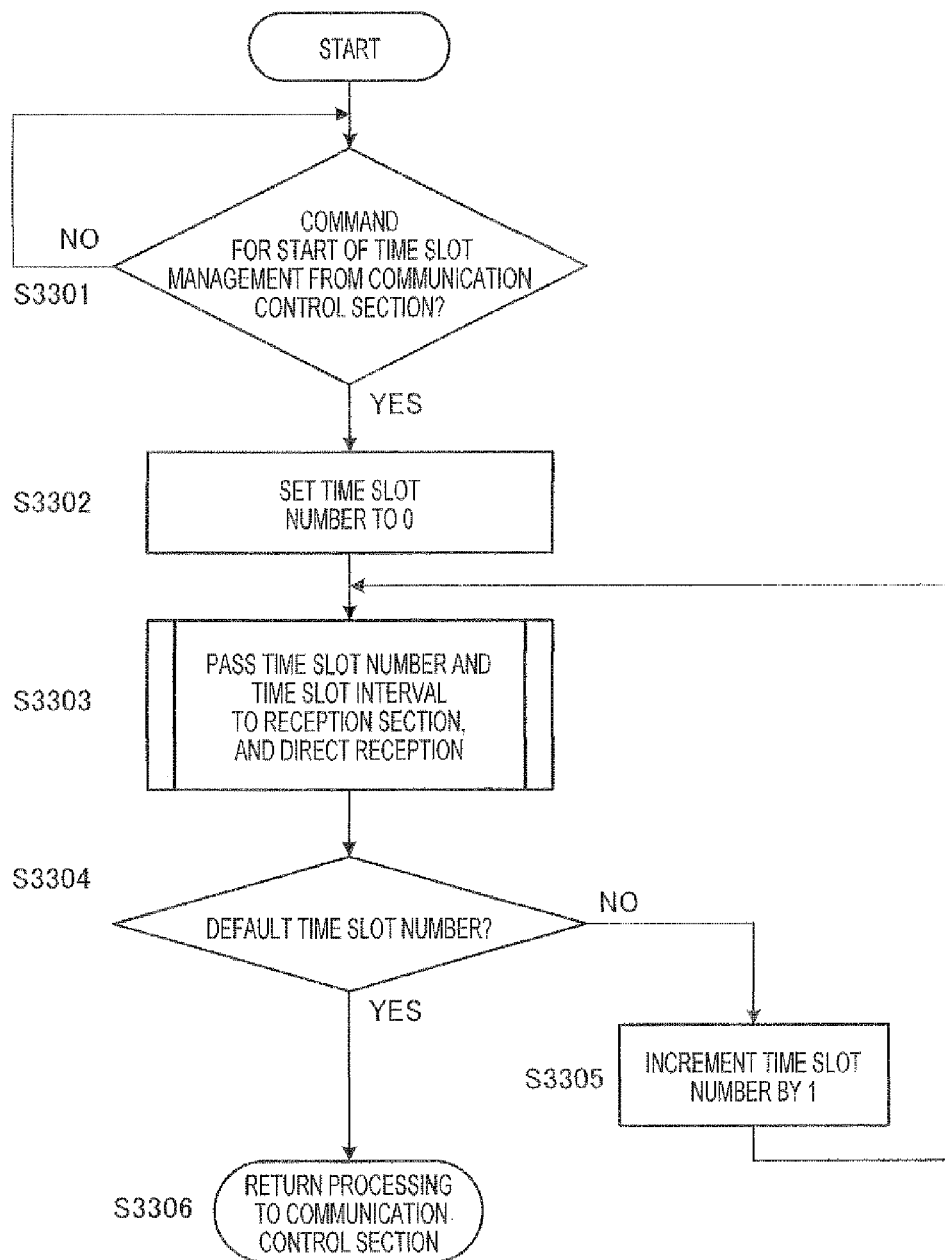 START
COMMAND
FOR START OF TIME SLOT
MANAGEMENT FROM COMMUNICATION
CONTROL SECTION?
NO
S3301
YES
S3302
SET TIME SLOT
NUMBER TO 0
S3303
PASS TIME SLOT NUMBER AND
TIME SLOT INTERVAL
TO RECEPTION SECTION,
AND DIRECT RECEPTION
S3304
DEFAULT TIME SLOT NUMBER?
NO
YES
S3305
INCREMENT TIME SLOT
NUMBER BY 1
S3306
RETURN PROCESSING
TO COMMUNICATION
CONTROL SECTION